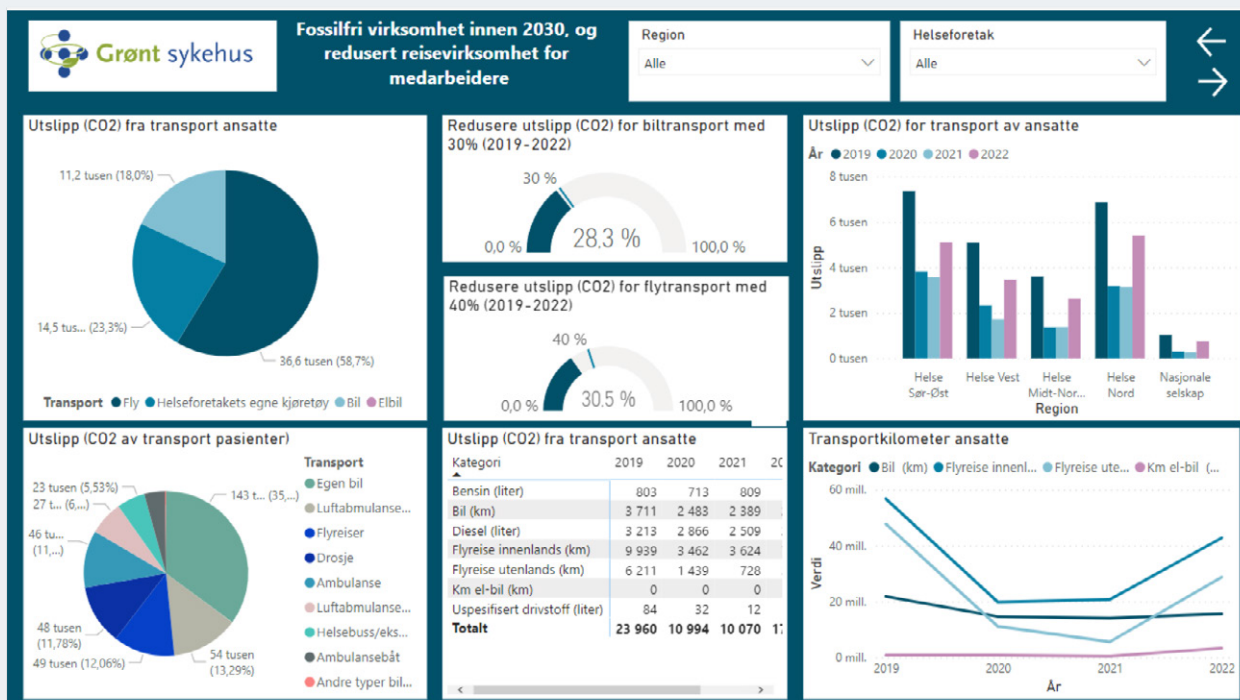 Grønt sykehus
Fossilfri virksomhet innen 2030, og
redusert reisevirksomhet for
medarbeidere
Region
Alle
Helseforetak
Alle
Utslipp (CO2) fra transport ansatte
11,2 tusen (18,0%)
14,5 tus... (23,3%)
36,6 tusen (58,7%)
Transport Fly Helseforetakets egne kjøretøy Bil Elbil
Redusere utslipp (CO2) for biltransport med
30% (2019-2022)
30 %
0,0 %
28,3 %
100,0 %
Redusere utslipp (CO2) for flytransport med
40% (2019-2022)
40 %
0,0 %
30,5 %
100,0 %
Utslipp (CO2) for transport av ansatte
År 2019 2020 2021 2022
8 tusen
6 tusen
4 tusen
2 tusen
0 tusen
Utslipp
Helse
Sør-Øst
Helse Vest
Helse
Midt-Nor...
Helse
Nord
Nasjonale
selskap
Region
Utslipp (CO2 av transport pasienter)
23 tusen (5,53%)
27 t... (6,...)
46 tu...
(11,...)
48 tusen
(11,78%)
49 tusen (12,06%)
54 tusen
(13,29%)
143 t... (35,...)
Transport
Egen bil
Luftabmulanse...
Flyreiser
Drosje
Ambulanse
Luftabmulanse...
Helsebuss/eks...
Ambulansebåt
Andre typer bil...
Utslipp (CO2) fra transport ansatte
Kategori 2019 2020 2021 2
Bensin (liter) 803 713 809
Bil (km) 3 711 2 483 2 389
Diesel (liter) 3 213 2 866 2 509
Flyreise innenlands (km) 9 939 3 462 3 624
Flyreise utenlands (km) 6 211 1 439 728
Km el-bil (km) 0 0 0
Uspesifisert drivstoff (liter) 84 32 12
Totalt 23 960 10 994 10 070 17
Transportkilometer ansatte
Kategori Bil (km) Flyreise innenl... Flyreise ute... Km el-bil (...
60 mill.
40 mill.
20 mill.
0 mill.
Verdi
2019 2020 2021 2022
År